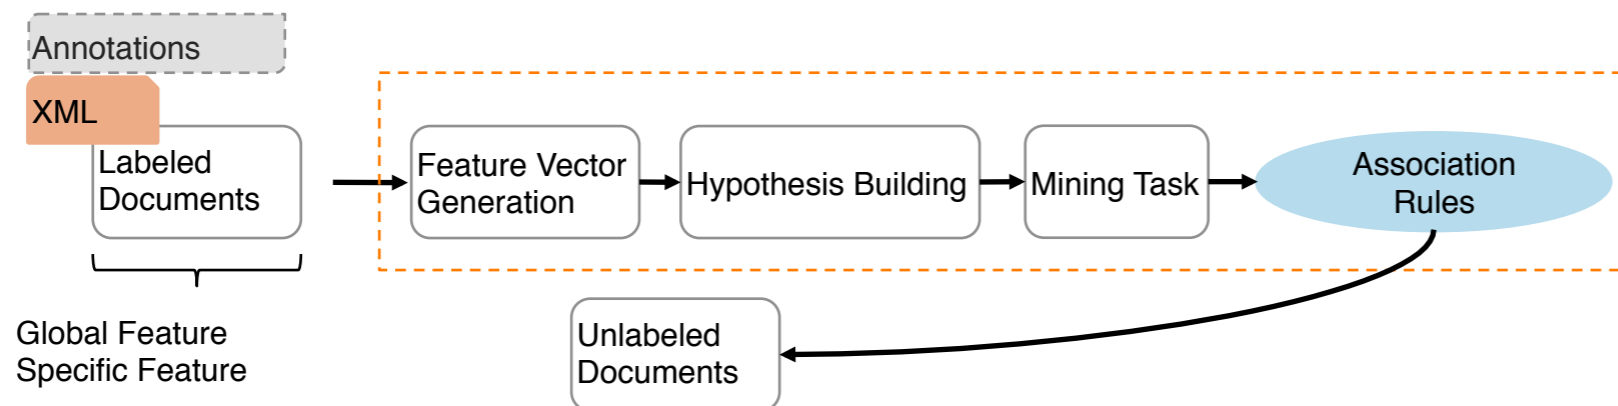 Annotations
XML
Labeled
Documents
Feature Vector
Generation
Hypothesis Building
Mining Task
Association
Rules
Global Feature
Specific Feature
Unlabeled
Documents